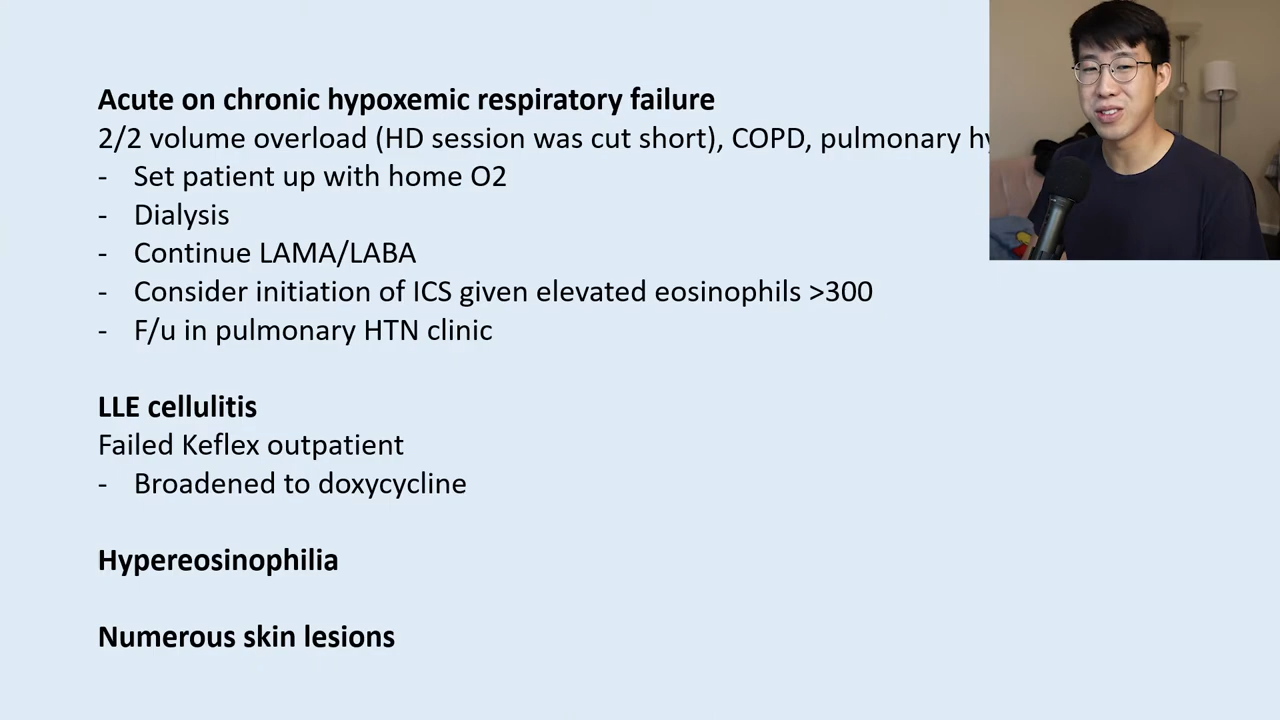 Acute on chronic hypoxemic respiratory failure
2/2 volume overload (HD session was cut short), COPD, pulmonary
- Set patient up with home O2
- Dialysis
- Continue LAMA/LABA
- Consider initiation of ICS given elevated eosinophils >300
- F/u in pulmonary HTN clinic
LLE cellulitis
Failed Keflex outpatient
- Broadened to doxycycline
Hypereosinophilia
Numerous skin lesions